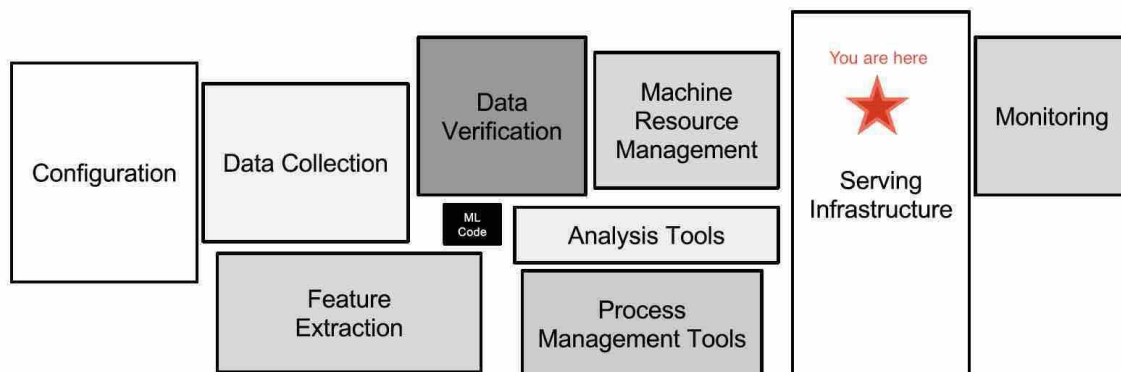 Configuration
Data Collection
Feature
Extraction
Data
Verification
ML
Code
Machine
Resource
Management
Analysis Tools
Process
Management Tools
You are here
Serving
Infrastructure
Monitoring